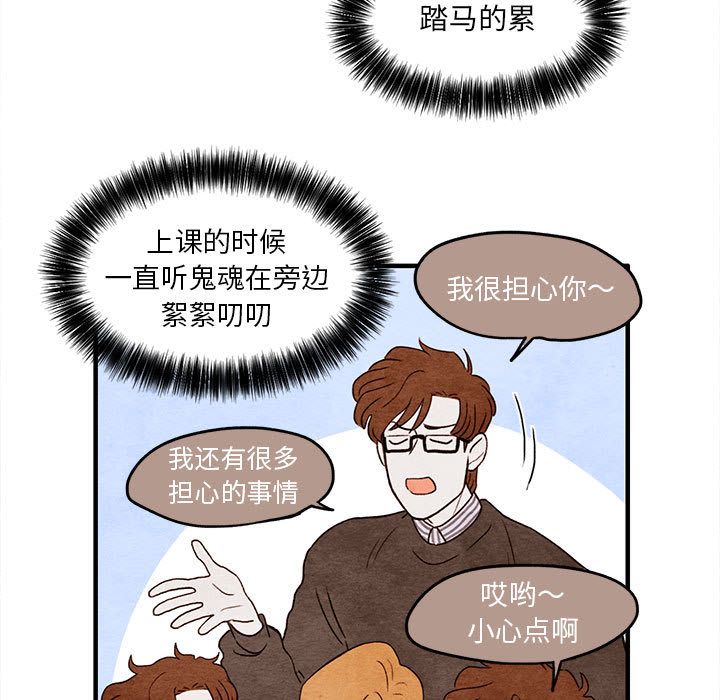 踏马的累
上课的时候
一直听鬼魂在旁边
絮絮叨叨
我很担心你～
我还有很多
担心的事情
哎哟～
小心点啊